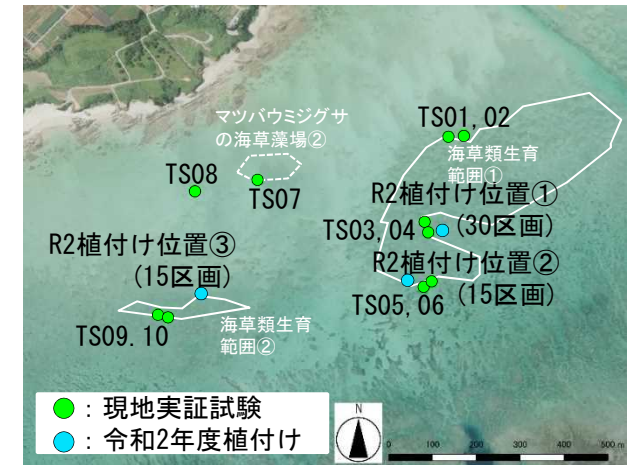 TS01,02
マツバウミジグサ
の海草藻場②
海草類生育
範囲①
TS08
TS07
R2植付け位置①
(30区画)
TS03,04
R2植付け位置③
(15区画)
R2植付け位置②
(15区画)
TS05,06
TS09.10
海草類生育
範囲②
：現地実証試験
：令和2年度植付け
N
0 100 200 300 400 500 m